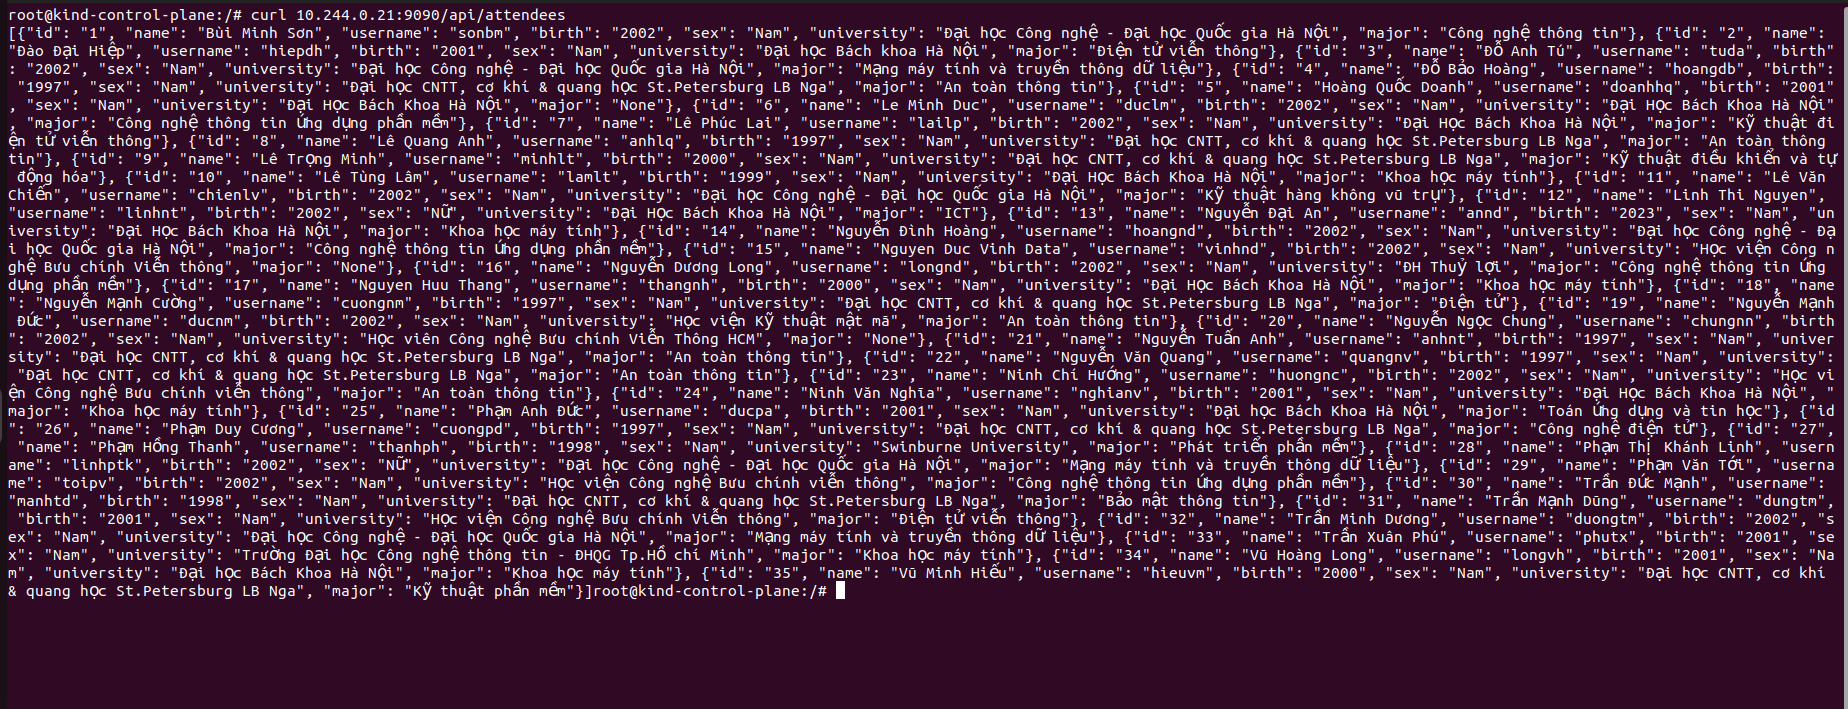 root@kind-control-plane:/# curl 10.244.0.21:9090/api/attendees
[{"id": "1", "name": "Bùi Minh Sơn", "username": "sonbm", "birth": "2002", "sex": "Nam", "university": "Đại học Công nghệ - Đại học Quốc gia Hà Nội", "major": "Công nghệ thông tin"}, {"id": "2", "name":
"Đào Đại Hiệp", "username": "hiepdh", "birth": "2001", "sex": "Nam", "university": "Đại học Bách khoa Hà Nội", "major": "Điện tử viễn thông"}, {"id": "3", "name": "Đỗ Anh Tú", "username": "tuda", "birth"
: "2002", "sex": "Nam", "university": "Đại học Công nghệ - Đại học Quốc gia Hà Nội", "major": "Mạng máy tính và truyền thông dữ liệu"}, {"id": "4", "name": "Đỗ Bảo Hoàng", "username": "hoangdb", "birth":
"1997", "sex": "Nam", "university": "Đại học CNTT, cơ khí & quang học St.Petersburg LB Nga", "major": "An toàn thông tin"}, {"id": "5", "name": "Hoàng Quốc Doanh", "username": "doanhhq", "birth": "2001"
, "sex": "Nam", "university": "Đại Học Bách Khoa Hà Nội", "major": "None"}, {"id": "6", "name": "Le Minh Duc", "username": "duclm", "birth": "2002", "sex": "Nam", "university": "Đại Học Bách Khoa Hà Nội"
, "major": "Công nghệ thông tin ứng dụng phần mềm"}, {"id": "7", "name": "Lê Phúc Lai", "username": "lailp", "birth": "2002", "sex": "Nam", "university": "Đại Học Bách Khoa Hà Nội", "major": "Kỹ thuật đi
ện tử viễn thông"}, {"id": "8", "name": "Lê Quang Anh", "username": "anhlq", "birth": "1997", "sex": "Nam", "university": "Đại học CNTT, cơ khí & quang học St.Petersburg LB Nga", "major": "An toàn thông
tin"}, {"id": "9", "name": "Lê Trọng Minh", "username": "minhlt", "birth": "2000", "sex": "Nam", "university": "Đại học CNTT, cơ khí & quang học St.Petersburg LB Nga", "major": "Kỹ thuật điều khiển và tự
động hóa"}, {"id": "10", "name": "Lê Tùng Lâm", "username": "lamlt", "birth": "1999", "sex": "Nam", "university": "Đại học Bách Khoa Hà Nội", "major": "Khoa học máy tính"}, {"id": "11", "name": "Lê Văn
Chiến", "username": "chienlv", "birth": "2002", "sex": "Nam", "university": "Đại học Công nghệ - Đại học Quốc gia Hà Nội", "major": "Kỹ thuật hàng không vũ trụ"}, {"id": "12", "name": "Linh Thi Nguyen",
"username": "linhnt", "birth": "2002", "sex": "Nữ", "university": "Đại Học Bách Khoa Hà Nội", "major": "ICT"}, {"id": "13", "name": "Nguyễn Đại An", "username": "annd", "birth": "2023", "sex": "Nam", "un
iversity": "Đại Học Bách Khoa Hà Nội", "major": "Khoa học máy tính"}, {"id": "14", "name": "Nguyễn Đình Hoàng", "username": "hoangnd", "birth": "2002", "sex": "Nam", "university": "Đại học Công nghệ - Đạ
i học Quốc gia Hà Nội", "major": "Công nghệ thông tin ứng dụng phần mềm"}, {"id": "15", "name": "Nguyen Duc Vinh Data", "username": "vinhnd", "birth": "2002", "sex": "Nam", "university": "Học viện Công n
ghệ Bưu chính Viễn thông", "major": "None"}, {"id": "16", "name": "Nguyễn Dương Long", "username": "longnd", "birth": "2002", "sex": "Nam", "university": "ĐH Thuỷ lợi", "major": "Công nghệ thông tin ứng
dụng phần mềm"}, {"id": "17", "name": "Nguyen Huu Thang", "username": "thangnh", "birth": "2000", "sex": "Nam", "university": "Đại Học Bách Khoa Hà Nội", "major": "Khoa học máy tính"}, {"id": "18", "name
": "Nguyễn Mạnh Cường", "username": "cuongnm", "birth": "1997", "sex": "Nam", "university": "Đại học CNTT, cơ khí & quang học St.Petersburg LB Nga", "major": "Điện tử"}, {"id": "19", "name": "Nguyễn Mạnh
Đức", "username": "ducnm", "birth": "2002", "sex": "Nam", "university": "Học viện Kỹ thuật mật mã", "major": "An toàn thông tin"}, {"id": "20", "name": "Nguyễn Ngọc Chung", "username": "chungnn", "birth"
: "2002", "sex": "Nam", "university": "Học viên Công nghệ Bưu chính Viễn Thông HCM", "major": "None"}, {"id": "21", "name": "Nguyễn Tuấn Anh", "username": "anhnt", "birth": "1997", "sex": "Nam", "univer
sity": "Đại học CNTT, cơ khí & quang học St.Petersburg LB Nga", "major": "An toàn thông tin"}, {"id": "22", "name": "Nguyễn Văn Quang", "username": "quangnv", "birth": "1997", "sex": "Nam", "university":
"Đại học CNTT, cơ khí & quang học St.Petersburg LB Nga", "major": "An toàn thông tin"}, {"id": "23", "name": "Ninh Chí Hướng", "username": "huongnc", "birth": "2002", "sex": "Nam", "university": "Học vi
ện Công nghệ Bưu chính viễn thông", "major": "An toàn thông tin"}, {"id": "24", "name": "Ninh Văn Nghĩa", "username": "nghianv", "birth": "2001", "sex": "Nam", "university": "Đại Học Bách Khoa Hà Nội", "
major": "Khoa học máy tính"}, {"id": "25", "name": "Phạm Anh Đức", "username": "ducpa", "birth": "2001", "sex": "Nam", "university": "Đại học Bách Khoa Hà Nội", "major": "Toán ứng dụng và tin học"}, {"id
": "26", "name": "Phạm Duy Cương", "username": "cuongpd", "birth": "1997", "sex": "Nam", "university": "Đại học CNTT, cơ khí & quang học St.Petersburg LB Nga", "major": "Công nghệ điện tử"}, {"id": "27",
"name": "Phạm Hồng Thanh", "username": "thanhph", "birth": "1998", "sex": "Nam", "university": "Swinburne University", "major": "Phát triển phần mềm"}, {"id": "28", "name": "Phạm Thị Khánh Linh", "usern
ame": "linhptk", "birth": "2002", "sex": "Nữ", "university": "Đại học Công nghệ - Đại học Quốc gia Hà Nội", "major": "Mạng máy tính và truyền thông dữ liệu"}, {"id": "29", "name": "Phạm Văn Tới", "userna
me": "toipv", "birth": "2002", "sex": "Nam", "university": "Học viện Công nghệ Bưu chính viễn thông", "major": "Công nghệ thông tin ứng dụng phần mềm"}, {"id": "30", "name": "Trần Đức Mạnh", "username":
"manhtd", "birth": "1998", "sex": "Nam", "university": "Đại học CNTT, cơ khí & quang học St.Petersburg LB Nga", "major": "Bảo mật thông tin"}, {"id": "31", "name": "Trần Mạnh Dũng", "username": "dungtm",
"birth": "2001", "sex": "Nam", "university": "Học viện Công nghệ Bưu chính Viễn thông", "major": "Điện tử viễn thông"}, {"id": "32", "name": "Trần Minh Dương", "username": "duongtm", "birth": "2002", "s
ex": "Nam", "university": "Đại học Công nghệ - Đại học Quốc gia Hà Nội", "major": "Mạng máy tính và truyền thông dữ liệu"}, {"id": "33", "name": "Trần Xuân Phú", "username": "phutx", "birth": "2001", "se
x": "Nam", "university": "Trường Đại học Công nghệ thông tin - ĐHQG Tp.Hồ chí Minh", "major": "Khoa học máy tính"}, {"id": "34", "name": "Vũ Hoàng Long", "username": "longvh", "birth": "2001", "sex": "Na
m", "university": "Đại học Bách Khoa Hà Nội", "major": "Khoa học máy tính"}, {"id": "35", "name": "Vũ Minh Hiếu", "username": "hieuvm", "birth": "2000", "sex": "Nam", "university": "Đại học CNTT, cơ khí
& quang học St.Petersburg LB Nga", "major": "Kỹ thuật phần mềm"}]root@kind-control-plane:/#